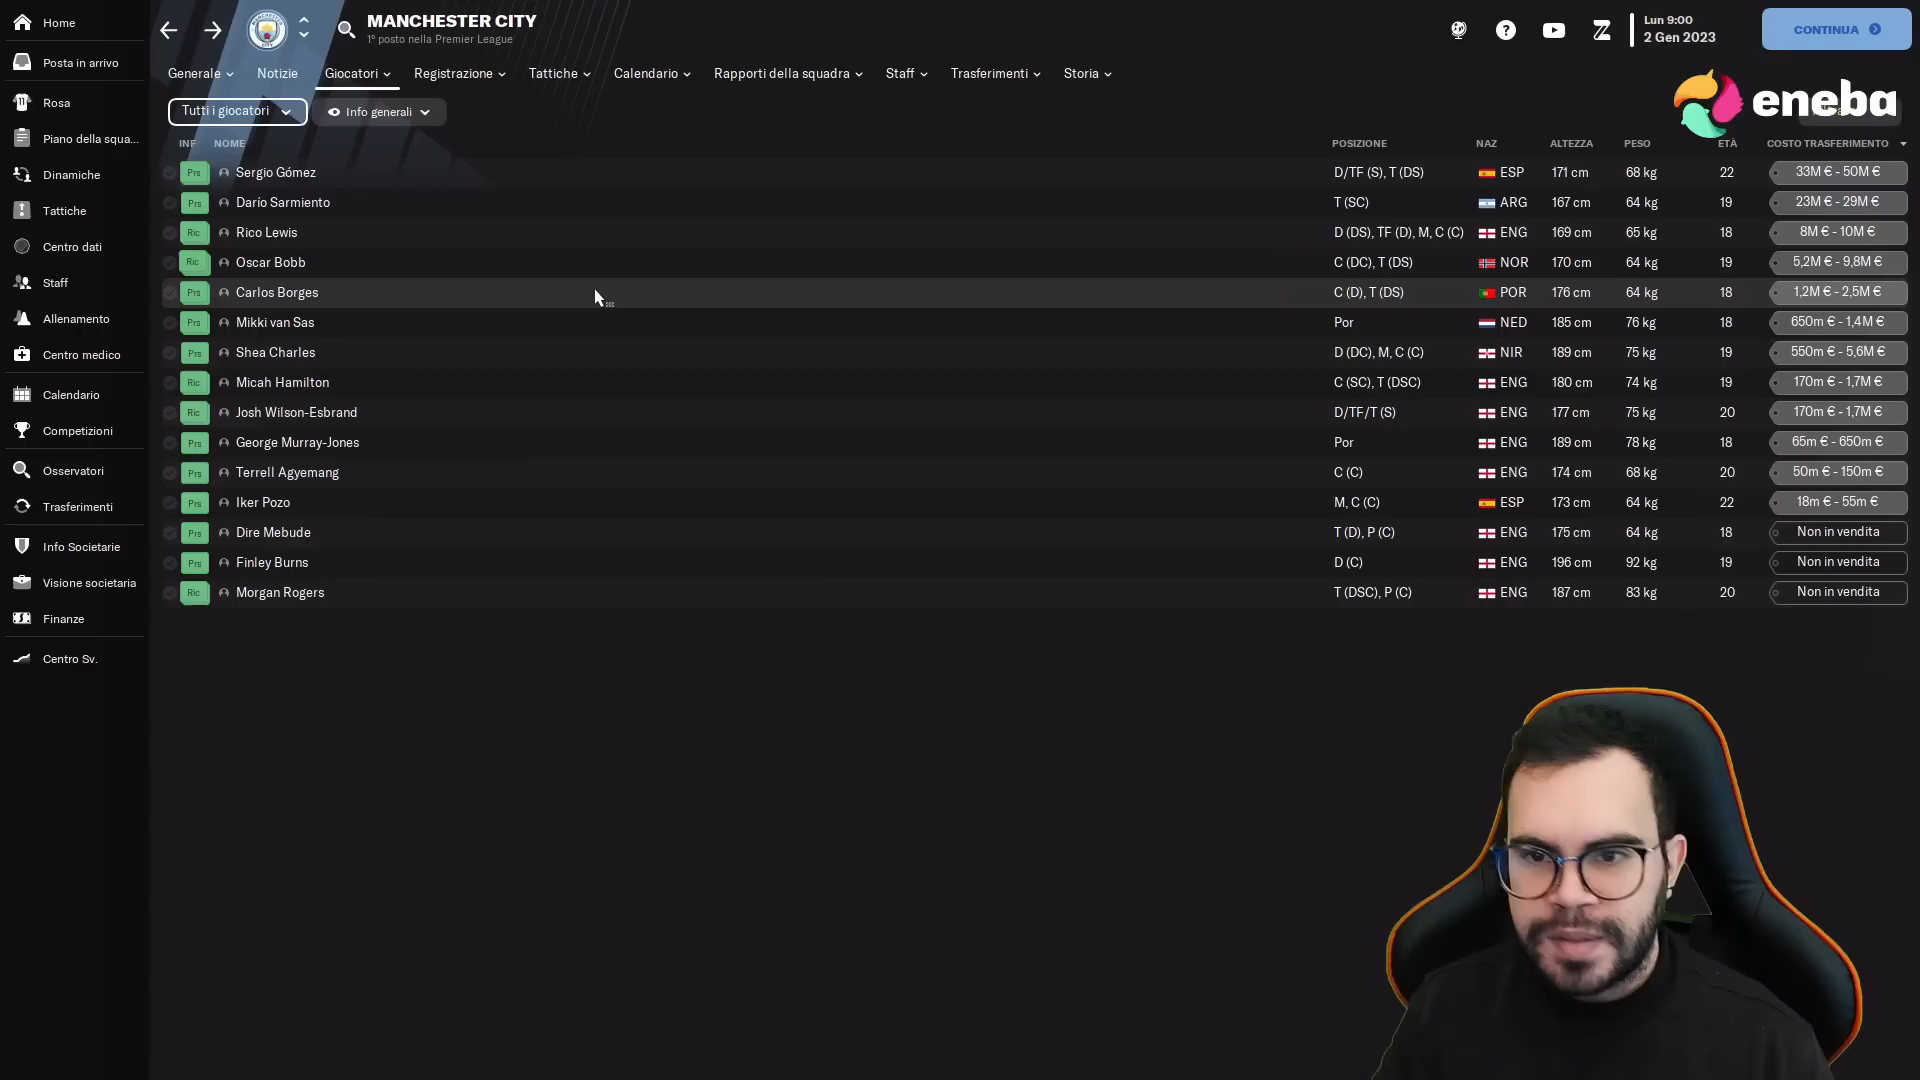 Home
Posta in arrivo
Rosa
Piano della squa...
Dinamiche
Tattiche
Centro dati
Staff
Allenamento
Centro medico
Calendario
Competizioni
Osservatori
Trasferimenti
Info Societarie
Visione societaria
Finanze
Centro Sv.
MANCHESTER CITY
1º posto nella Premier League
Lun 9:00
2 Gen 2023
CONTINUA
Generale Notizie Giocatori Registrazione Tattiche Calendario Rapporti della squadra Staff Trasferimenti Storia
eneba
Tutti i giocatori Info generali
INF NOME POSIZIONE NAZ ALTEZZA PESO ETÀ COSTO TRASFERIMENTO
Prs Sergio Gómez D/TF (S), T (DS) ESP 171 cm 68 kg 22 33M € - 50M €
Prs Darío Sarmiento T (SC) ARG 167 cm 64 kg 19 23M € - 29M €
Ric Rico Lewis D (DS), TF (D), M, C (C) ENG 169 cm 65 kg 18 8M € - 10M €
Ric Oscar Bobb C (DC), T (DS) NOR 170 cm 64 kg 19 5,2M € - 9,8M €
Prs Carlos Borges C (D), T (DS) POR 176 cm 64 kg 18 1,2M € - 2,5M €
Prs Mikki van Sas Por NED 185 cm 76 kg 18 650m € - 1,4M €
Prs Shea Charles D (DC), M, C (C) NIR 189 cm 75 kg 19 550m € - 5,6M €
Ric Micah Hamilton C (SC), T (DSC) ENG 180 cm 74 kg 19 170m € - 1,7M €
Ric Josh Wilson-Esbrand D/TF/T (S) ENG 177 cm 75 kg 20 170m € - 1,7M €
Prs George Murray-Jones Por ENG 189 cm 78 kg 18 65m € - 650m €
Prs Terrell Agyemang C (C) ENG 174 cm 68 kg 20 50m € - 150m €
Prs Iker Pozo M, C (C) ESP 173 cm 64 kg 22 18m € - 55m €
Prs Dire Mebude T (D), P (C) ENG 175 cm 64 kg 18 Non in vendita
Prs Finley Burns D (C) ENG 196 cm 92 kg 19 Non in vendita
Ric Morgan Rogers T (DSC), P (C) ENG 187 cm 83 kg 20 Non in vendita